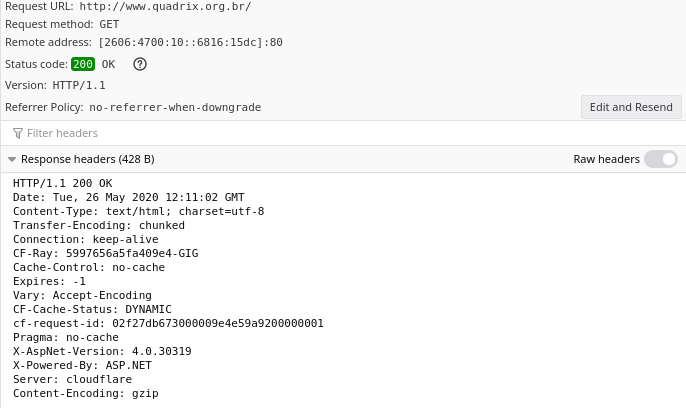 Request URL: http://www.quadrix.org.br/
Request method: GET
Remote address: [2606:4700:10::6816:15dc]:80
Status code: 200 OK ?
Version: HTTP/1.1
Referrer Policy: no-referrer-when-downgrade Edit and Resend
Filter headers
Response headers (428 B) Raw headers
HTTP/1.1 200 OK
Date: Tue, 26 May 2020 12:11:02 GMT
Content-Type: text/html; charset=utf-8
Transfer-Encoding: chunked
Connection: keep-alive
CF-Ray: 5997656a5fa409e4-GIG
Cache-Control: no-cache
Expires: -1
Vary: Accept-Encoding
CF-Cache-Status: DYNAMIC
cf-request-id: 02f27db673000009e4e59a9200000001
Pragma: no-cache
X-AspNet-Version: 4.0.30319
X-Powered-By: ASP.NET
Server: cloudflare
Content-Encoding: gzip